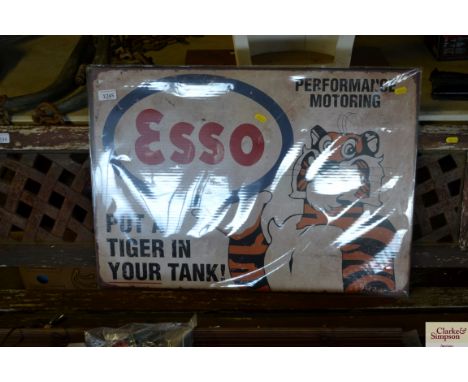 PERFORMANCE
MOTORING
Esso
PUT A
TIGER IN
YOUR TANK!
Clarke&
Simpson